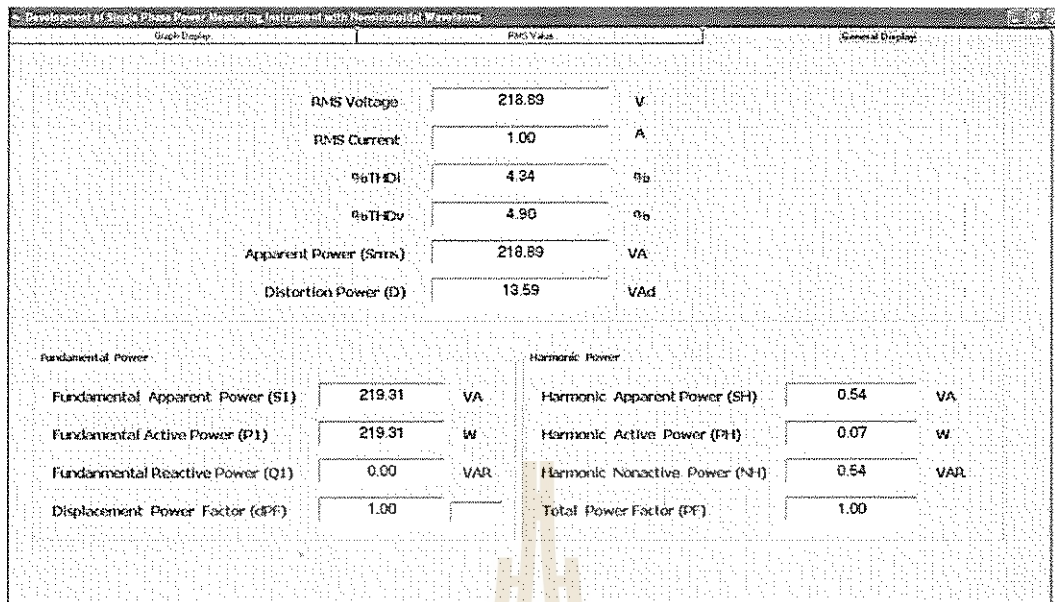 Development of Single Phase Power Measuring Instrument with Nonsinusoidal Waveforms
Graph Display RMS Value General Display
RMS Voltage 218.89 V
RMS Current 1.00 A
%THDi 4.34 %
%THDv 4.90 %
Apparent Power (Srms) 218.89 VA
Distortion Power (D) 13.59 VAd
Fundamental Power Harmonic Power
Fundamental Apparent Power (S1) 219.31 VA Harmonic Apparent Power (SH) 0.54 VA
Fundamental Active Power (P1) 219.31 W Harmonic Active Power (PH) 0.07 W
Fundanmental Reactive Power (Q1) 0.00 VAR Harmonic Nonactive Power (NH) 0.54 VAR
Displacement Power Factor (dPF) 1.00 Total Power Factor (PF) 1.00